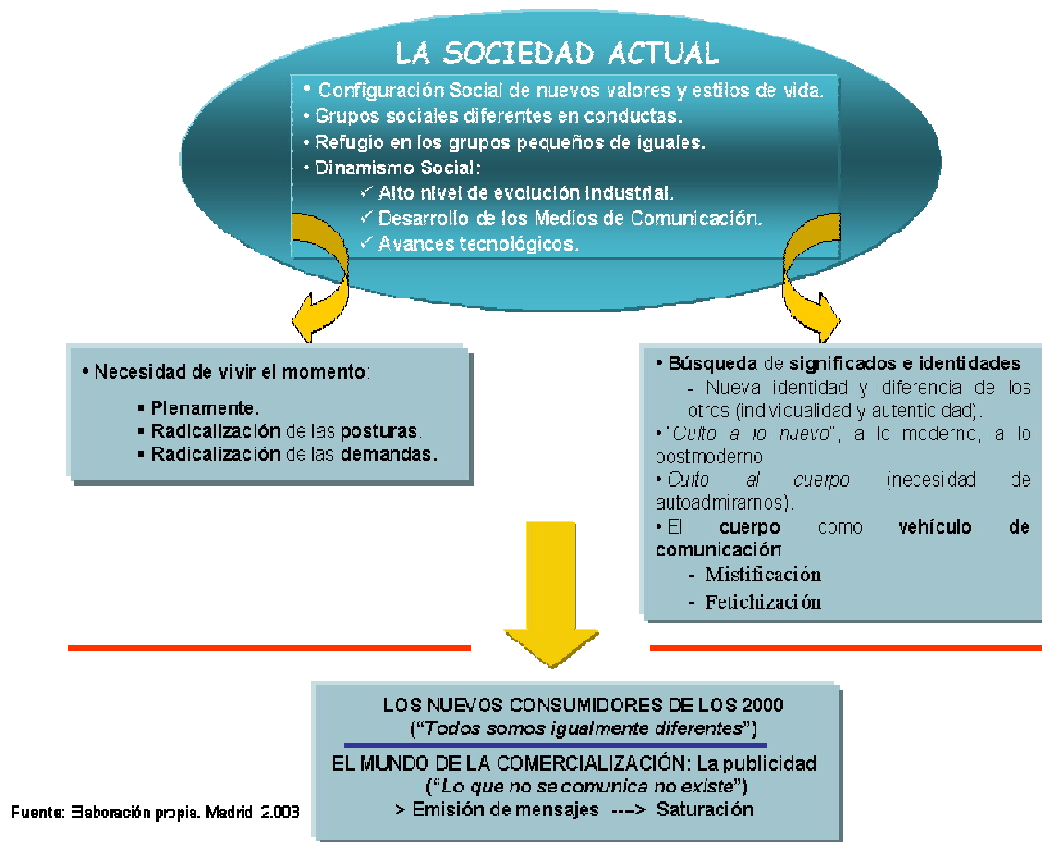 LA SOCIEDAD ACTUAL
• Configuración Social de nuevos valores y estilos de vida.
• Grupos sociales diferentes en conductas.
• Refugio en los grupos pequeños de iguales.
• Dinamismo Social:
✓ Alto nivel de evolución Industrial.
✓ Desarrollo de los Medios de Comunicación.
✓ Avances tecnológicos.
• Necesidad de vivir el momento:
▪ Plenamente.
▪ Radicalización de las posturas.
▪ Radicalización de las demandas.
• Búsqueda de significados e identidades
- Nueva identidad y diferencia de los
otros (individualidad y autenticidad).
• "Culto a lo nuevo", a lo moderno, a lo
postmoderno
• Culto al cuerpo (necesidad de
autoadmirarnos).
• El cuerpo como vehículo de
comunicación
- Mistificación
- Fetichización
LOS NUEVOS CONSUMIDORES DE LOS 2000
("Todos somos igualmente diferentes")
EL MUNDO DE LA COMERCIALIZACIÓN: La publicidad
("Lo que no se comunica no existe")
> Emisión de mensajes ----> Saturación
Fuente: Elaboración propia. Madrid 2.003